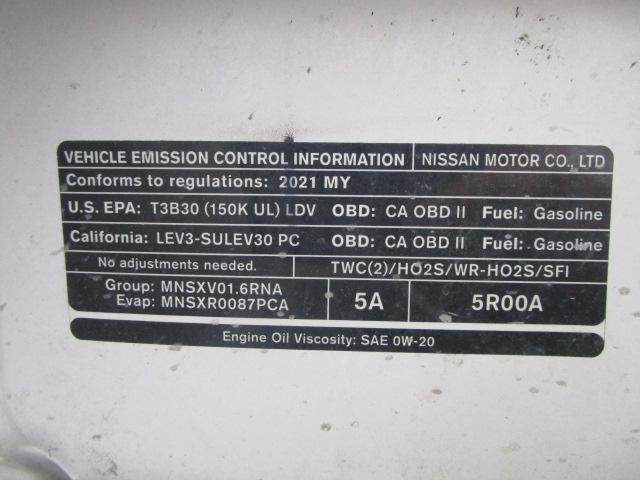 VEHICLE EMISSION CONTROL INFORMATION NISSAN MOTOR CO., LTD
Conforms to regulations: 2021 MY
U.S. EPA: T3B30 (150K UL) LDV OBD: CA OBD II Fuel: Gasoline
California: LEV3-SULEV30 PC OBD: CA OBD II Fuel: Gasoline
No adjustments needed. TWC(2)/HO2S/WR-HO2S/SFI
Group: MNSXV01.6RNA
Evap: MNSXR0087PCA
5A 5R00A
Engine Oil Viscosity: SAE 0W-20